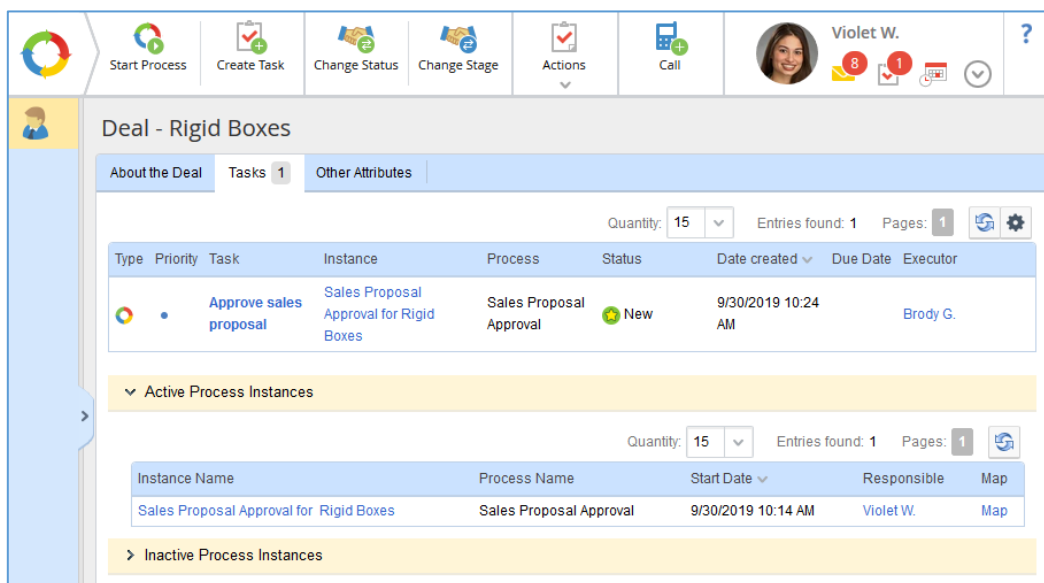 Violet W.
?
Start Process
Create Task
Change Status
Change Stage
Actions
Call
8
1
Deal - Rigid Boxes
About the Deal
Tasks 1
Other Attributes
Quantity: 15 Entries found: 1 Pages: 1
Type Priority Task Instance Process Status Date created Due Date Executor
Approve sales
proposal
Sales Proposal
Approval for Rigid
Boxes
Sales Proposal
Approval
New
9/30/2019 10:24
AM
Brody G.
Active Process Instances
Quantity: 15 Entries found: 1 Pages: 1
Instance Name Process Name Start Date Responsible Map
Sales Proposal Approval for Rigid Boxes Sales Proposal Approval 9/30/2019 10:14 AM Violet W. Map
Inactive Process Instances